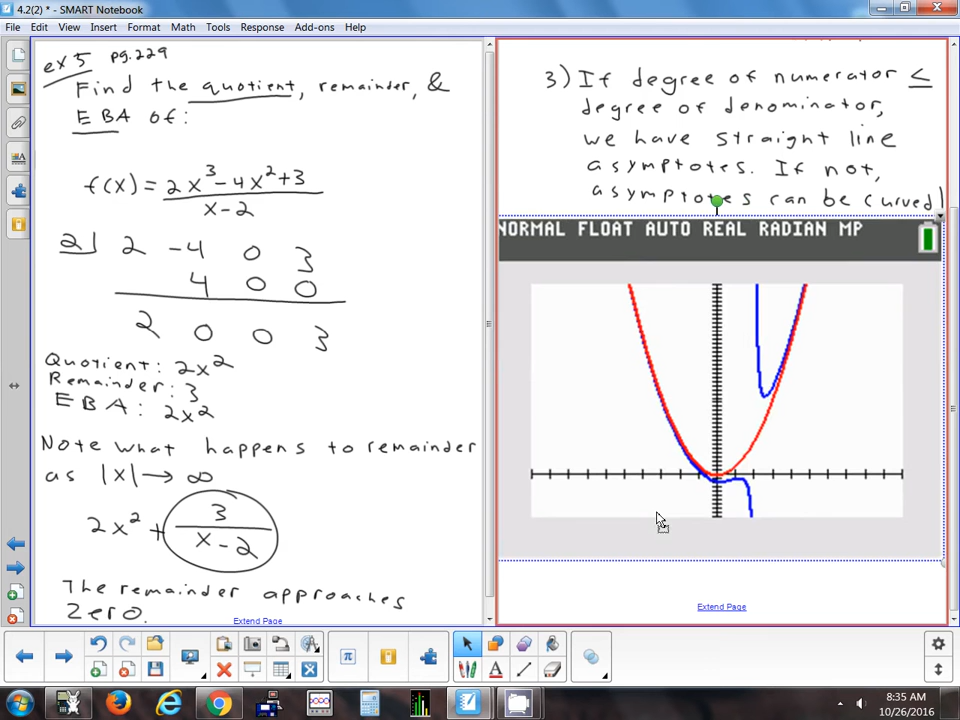 4.2(2) * - SMART Notebook
File Edit View Insert Format Math Tools Response Add-ons Help
ex 5 pg.229
Find the quotient, remainder, &
EBA of:
f(x) = 2x³-4x²+3
x-2
2| 2 -4 0 3
4 0 0
2 0 0 3
Quotient: 2x²
Remainder: 3
EBA: 2x²
Note what happens to remainder
as |x|→∞
2x² + 3
x-2
The remainder approaches
zero.
Extend Page
3) If degree of numerator ≤
degree of denominator,
we have straight line
asymptotes. If not,
asymptotes can be curved!
NORMAL FLOAT AUTO REAL RADIAN MP
Extend Page
8:35 AM
10/26/2016